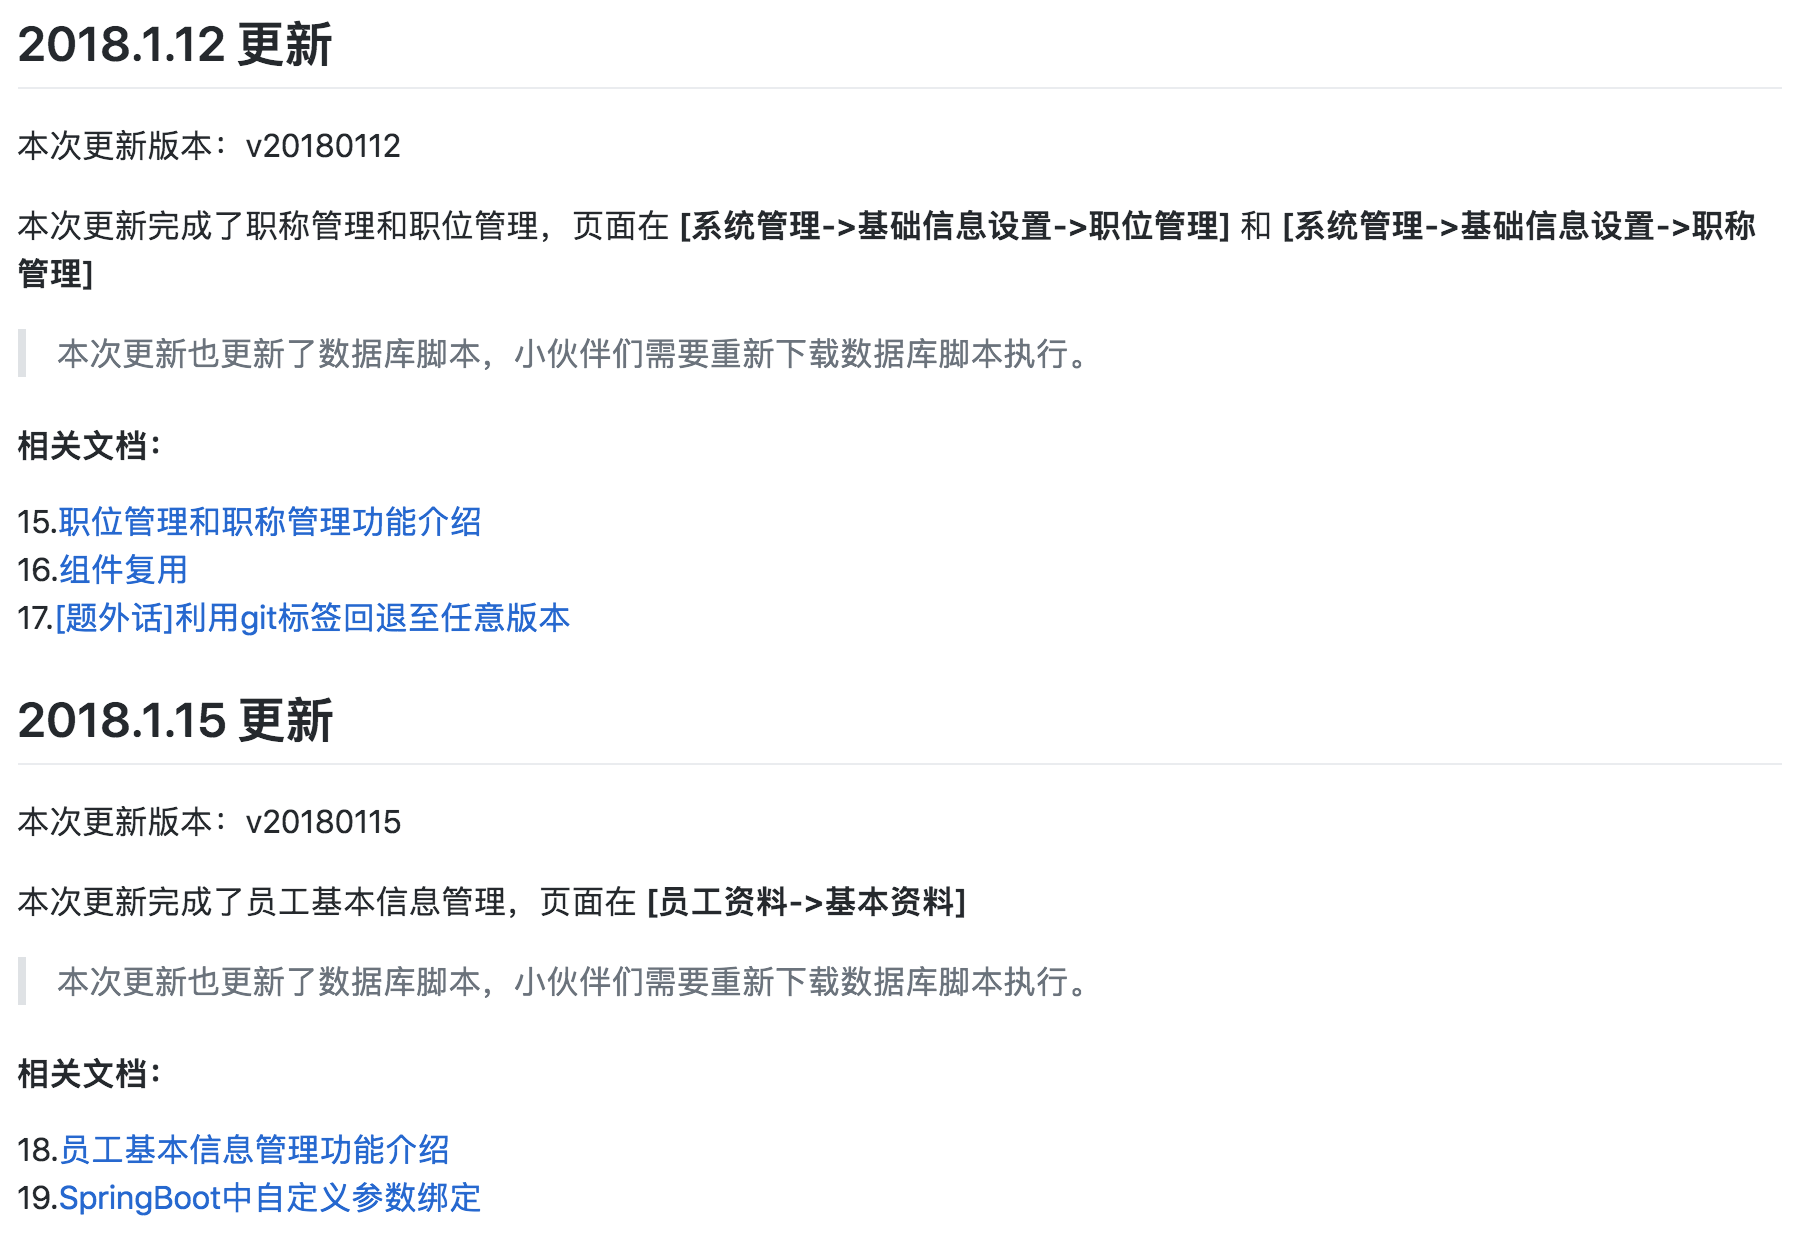 2018.1.12 更新
本次更新版本：v20180112
本次更新完成了职称管理和职位管理，页面在 [系统管理->基础信息设置->职位管理] 和 [系统管理->基础信息设置->职称
管理]
本次更新也更新了数据库脚本，小伙伴们需要重新下载数据库脚本执行。
相关文档：
15.职位管理和职称管理功能介绍
16.组件复用
17.[题外话]利用git标签回退至任意版本
2018.1.15 更新
本次更新版本：v20180115
本次更新完成了员工基本信息管理，页面在 [员工资料->基本资料]
本次更新也更新了数据库脚本，小伙伴们需要重新下载数据库脚本执行。
相关文档：
18.员工基本信息管理功能介绍
19.SpringBoot中自定义参数绑定